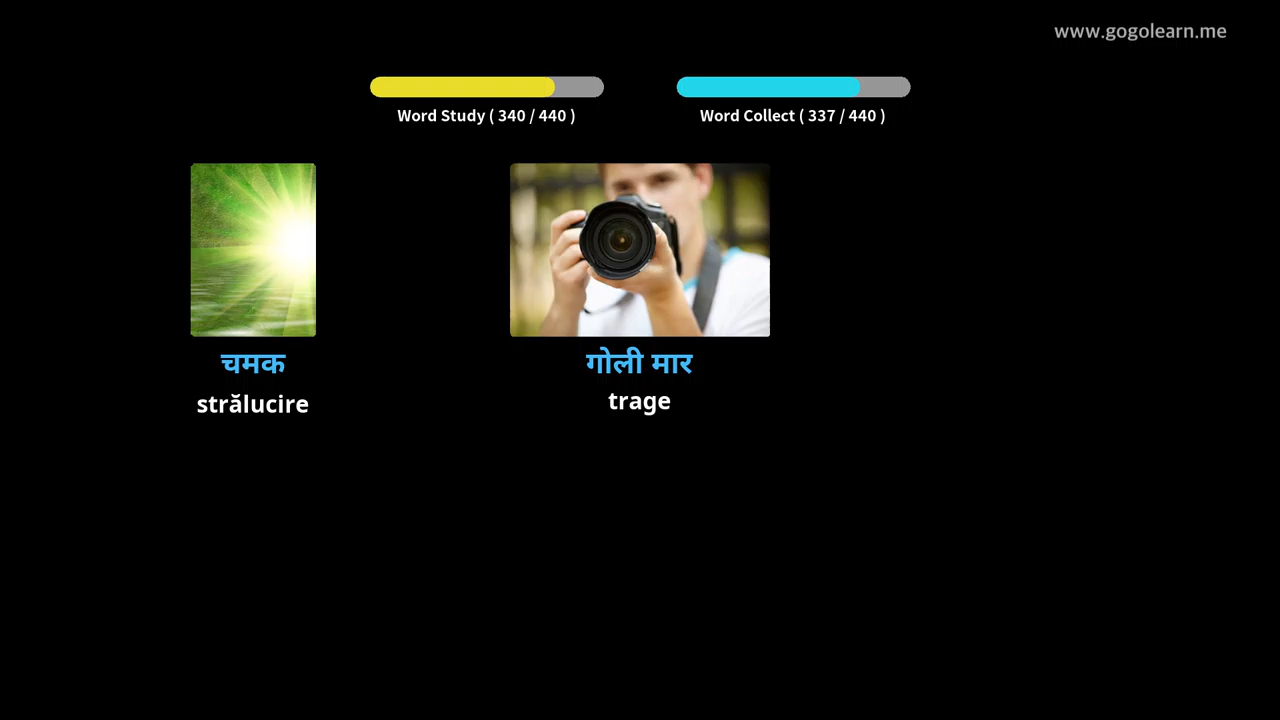 www.gogolearn.me
Word Study ( 340 / 440 )
Word Collect ( 337 / 440 )
चमक
strălucire
गोली मार
trage